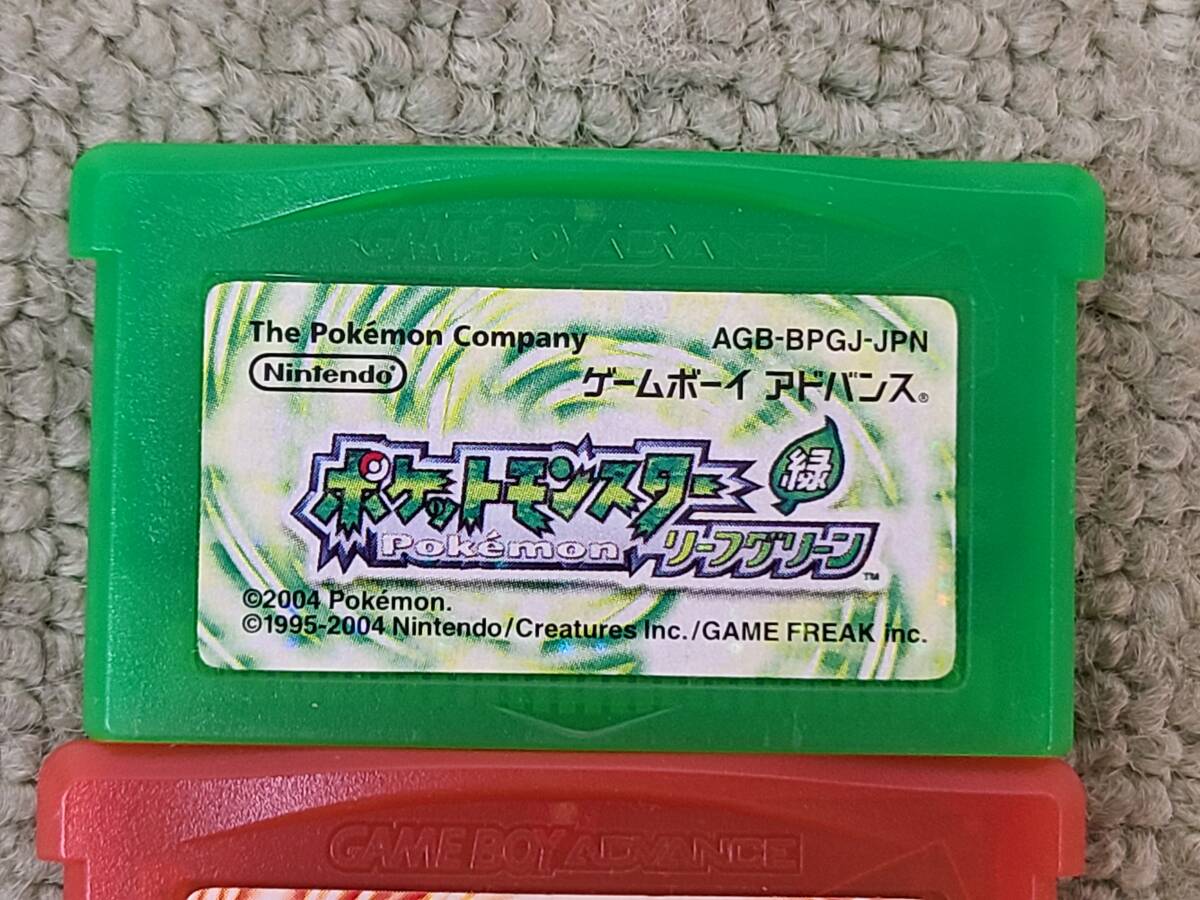 GAME BOY ADVANCE
The Pokémon Company
AGB-BPGJ-JPN
Nintendo®
ゲームボーイ アドバンス®
ポケットモンスター
緑
Pokémon
リーフグリーン™
©2004 Pokémon.
©1995-2004 Nintendo/Creatures Inc./GAME FREAK inc.
GAME BOY ADVANCE